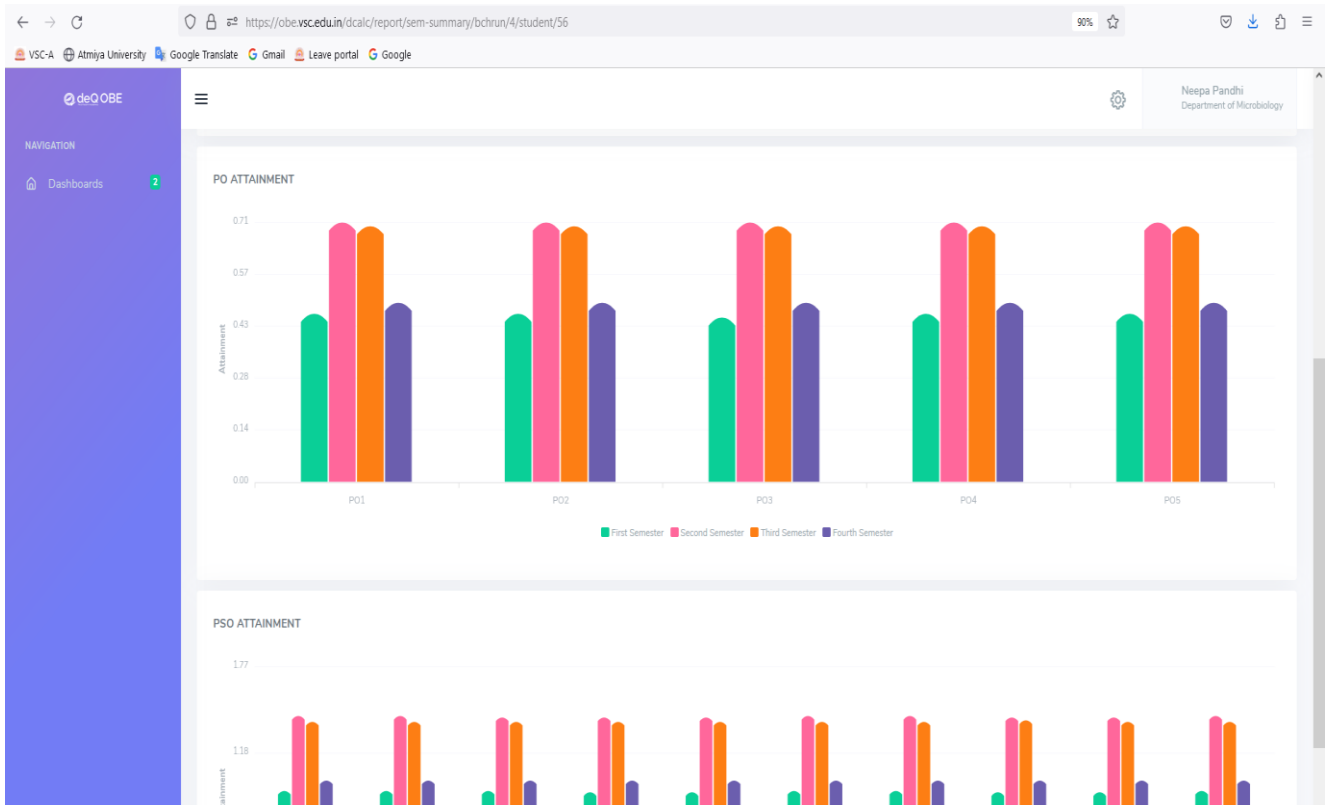 https://obe.vsc.edu.in/dcalc/report/sem-summary/bchrun/4/student/56
90%
VSC-A Atmiya University Google Translate Gmail Leave portal Google
deQ OBE
Neepa Pandhi
Department of Microbiology
NAVIGATION
Dashboards 2
PO ATTAINMENT
0.71
0.57
0.43
0.28
0.14
0.00
Attainment
PO1 PO2 PO3 PO4 PO5
First Semester Second Semester Third Semester Fourth Semester
PSO ATTAINMENT
1.77
1.18
ainment